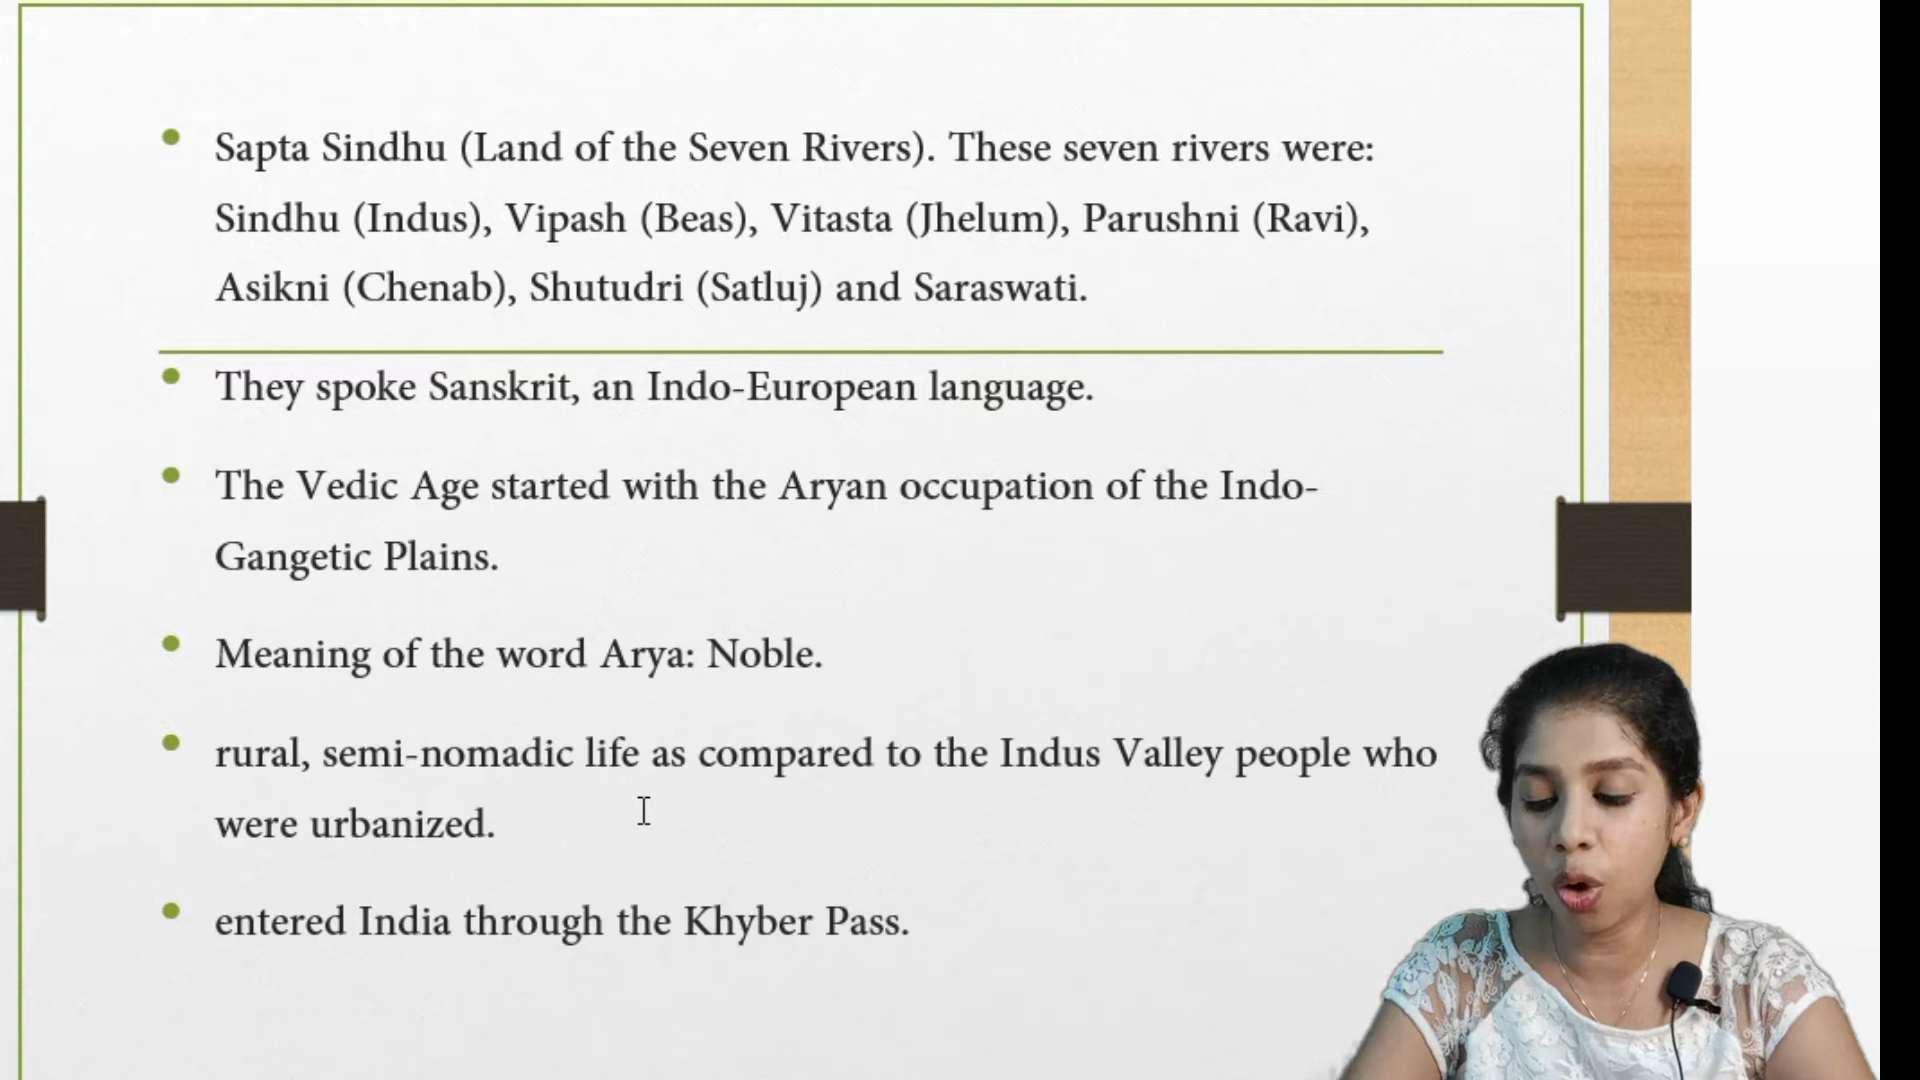 Sapta Sindhu (Land of the Seven Rivers). These seven rivers were:
Sindhu (Indus), Vipash (Beas), Vitasta (Jhelum), Parushni (Ravi),
Asikni (Chenab), Shutudri (Satluj) and Saraswati.
They spoke Sanskrit, an Indo-European language.
The Vedic Age started with the Aryan occupation of the Indo-
Gangetic Plains.
Meaning of the word Arya: Noble.
rural, semi-nomadic life as compared to the Indus Valley people who
were urbanized.
entered India through the Khyber Pass.